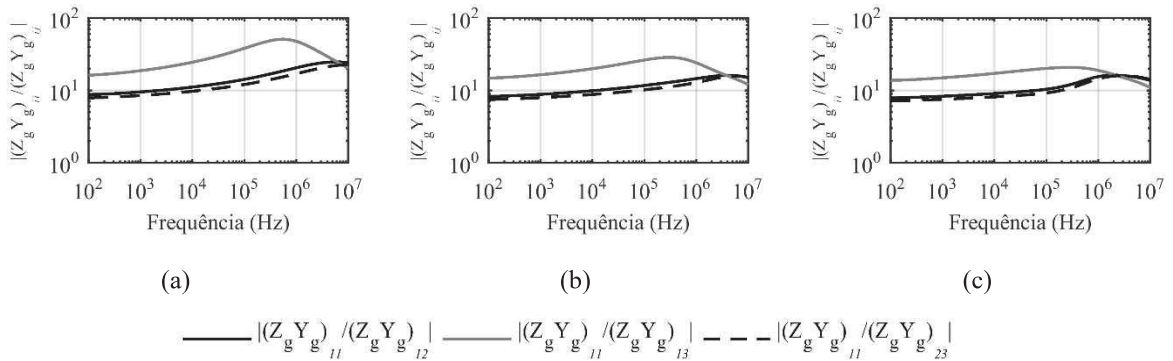 |(Z_g Y_g)_ii /(Z_g Y_g)_ij |
10^2
10^1
10^0
10^2 10^3 10^4 10^5 10^6 10^7
Frequência (Hz)
(a)
|(Z_g Y_g)_ii /(Z_g Y_g)_ij |
10^2
10^1
10^0
10^2 10^3 10^4 10^5 10^6 10^7
Frequência (Hz)
(b)
|(Z_g Y_g)_ii /(Z_g Y_g)_ij |
10^2
10^1
10^0
10^2 10^3 10^4 10^5 10^6 10^7
Frequência (Hz)
(c)
|(Z_g Y_g)_11 /(Z_g Y_g)_12 | |(Z_g Y_g)_11 /(Z_g Y_g)_13 | |(Z_g Y_g)_11 /(Z_g Y_g)_23 |